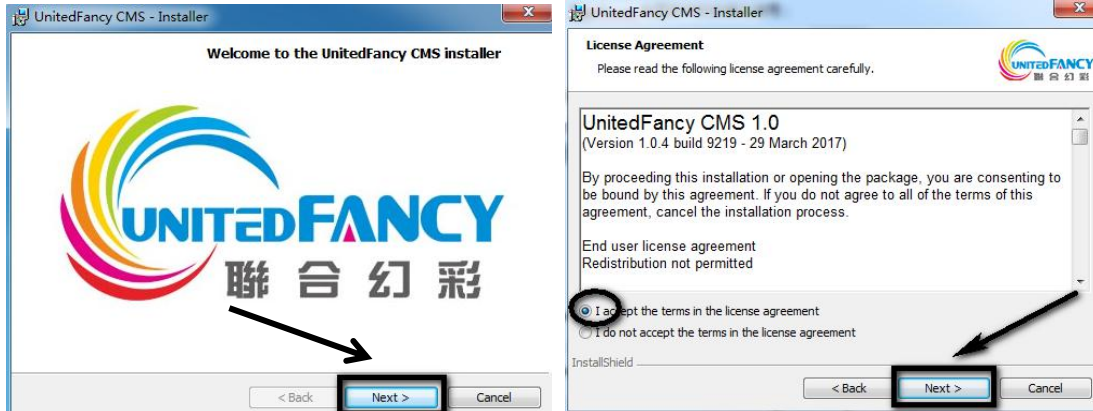 UnitedFancy CMS - Installer
Welcome to the UnitedFancy CMS installer
UNITEDFANCY
聯合幻彩
< Back
Next >
Cancel
UnitedFancy CMS - Installer
License Agreement
Please read the following license agreement carefully.
UNITEDFANCY
聯合幻彩
UnitedFancy CMS 1.0
(Version 1.0.4 build 9219 - 29 March 2017)
By proceeding this installation or opening the package, you are consenting to
be bound by this agreement. If you do not agree to all of the terms of this
agreement, cancel the installation process.
End user license agreement
Redistribution not permitted
I accept the terms in the license agreement
I do not accept the terms in the license agreement
InstallShield
< Back
Next >
Cancel